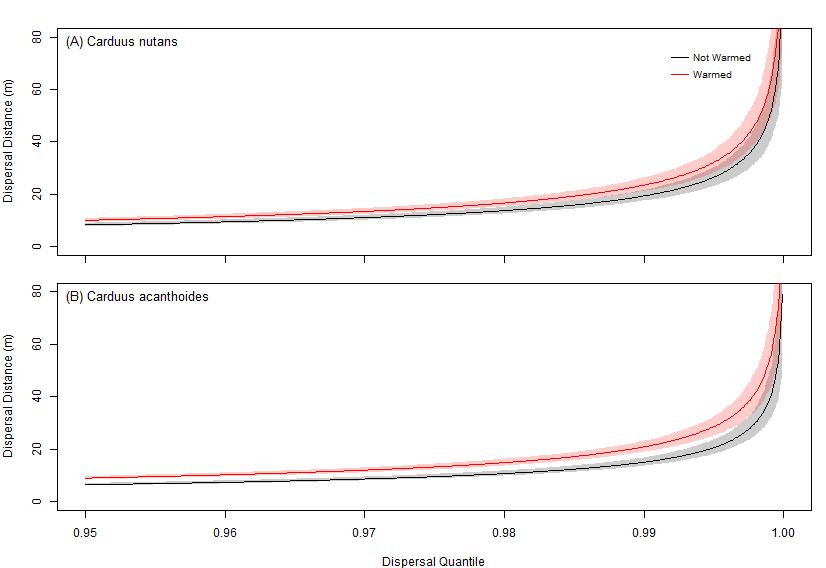 (A) Carduus nutans
Not Warmed
Warmed
Dispersal Distance (m)
80
60
40
20
0
(B) Carduus acanthoides
Dispersal Distance (m)
80
60
40
20
0
0.95 0.96 0.97 0.98 0.99 1.00
Dispersal Quantile